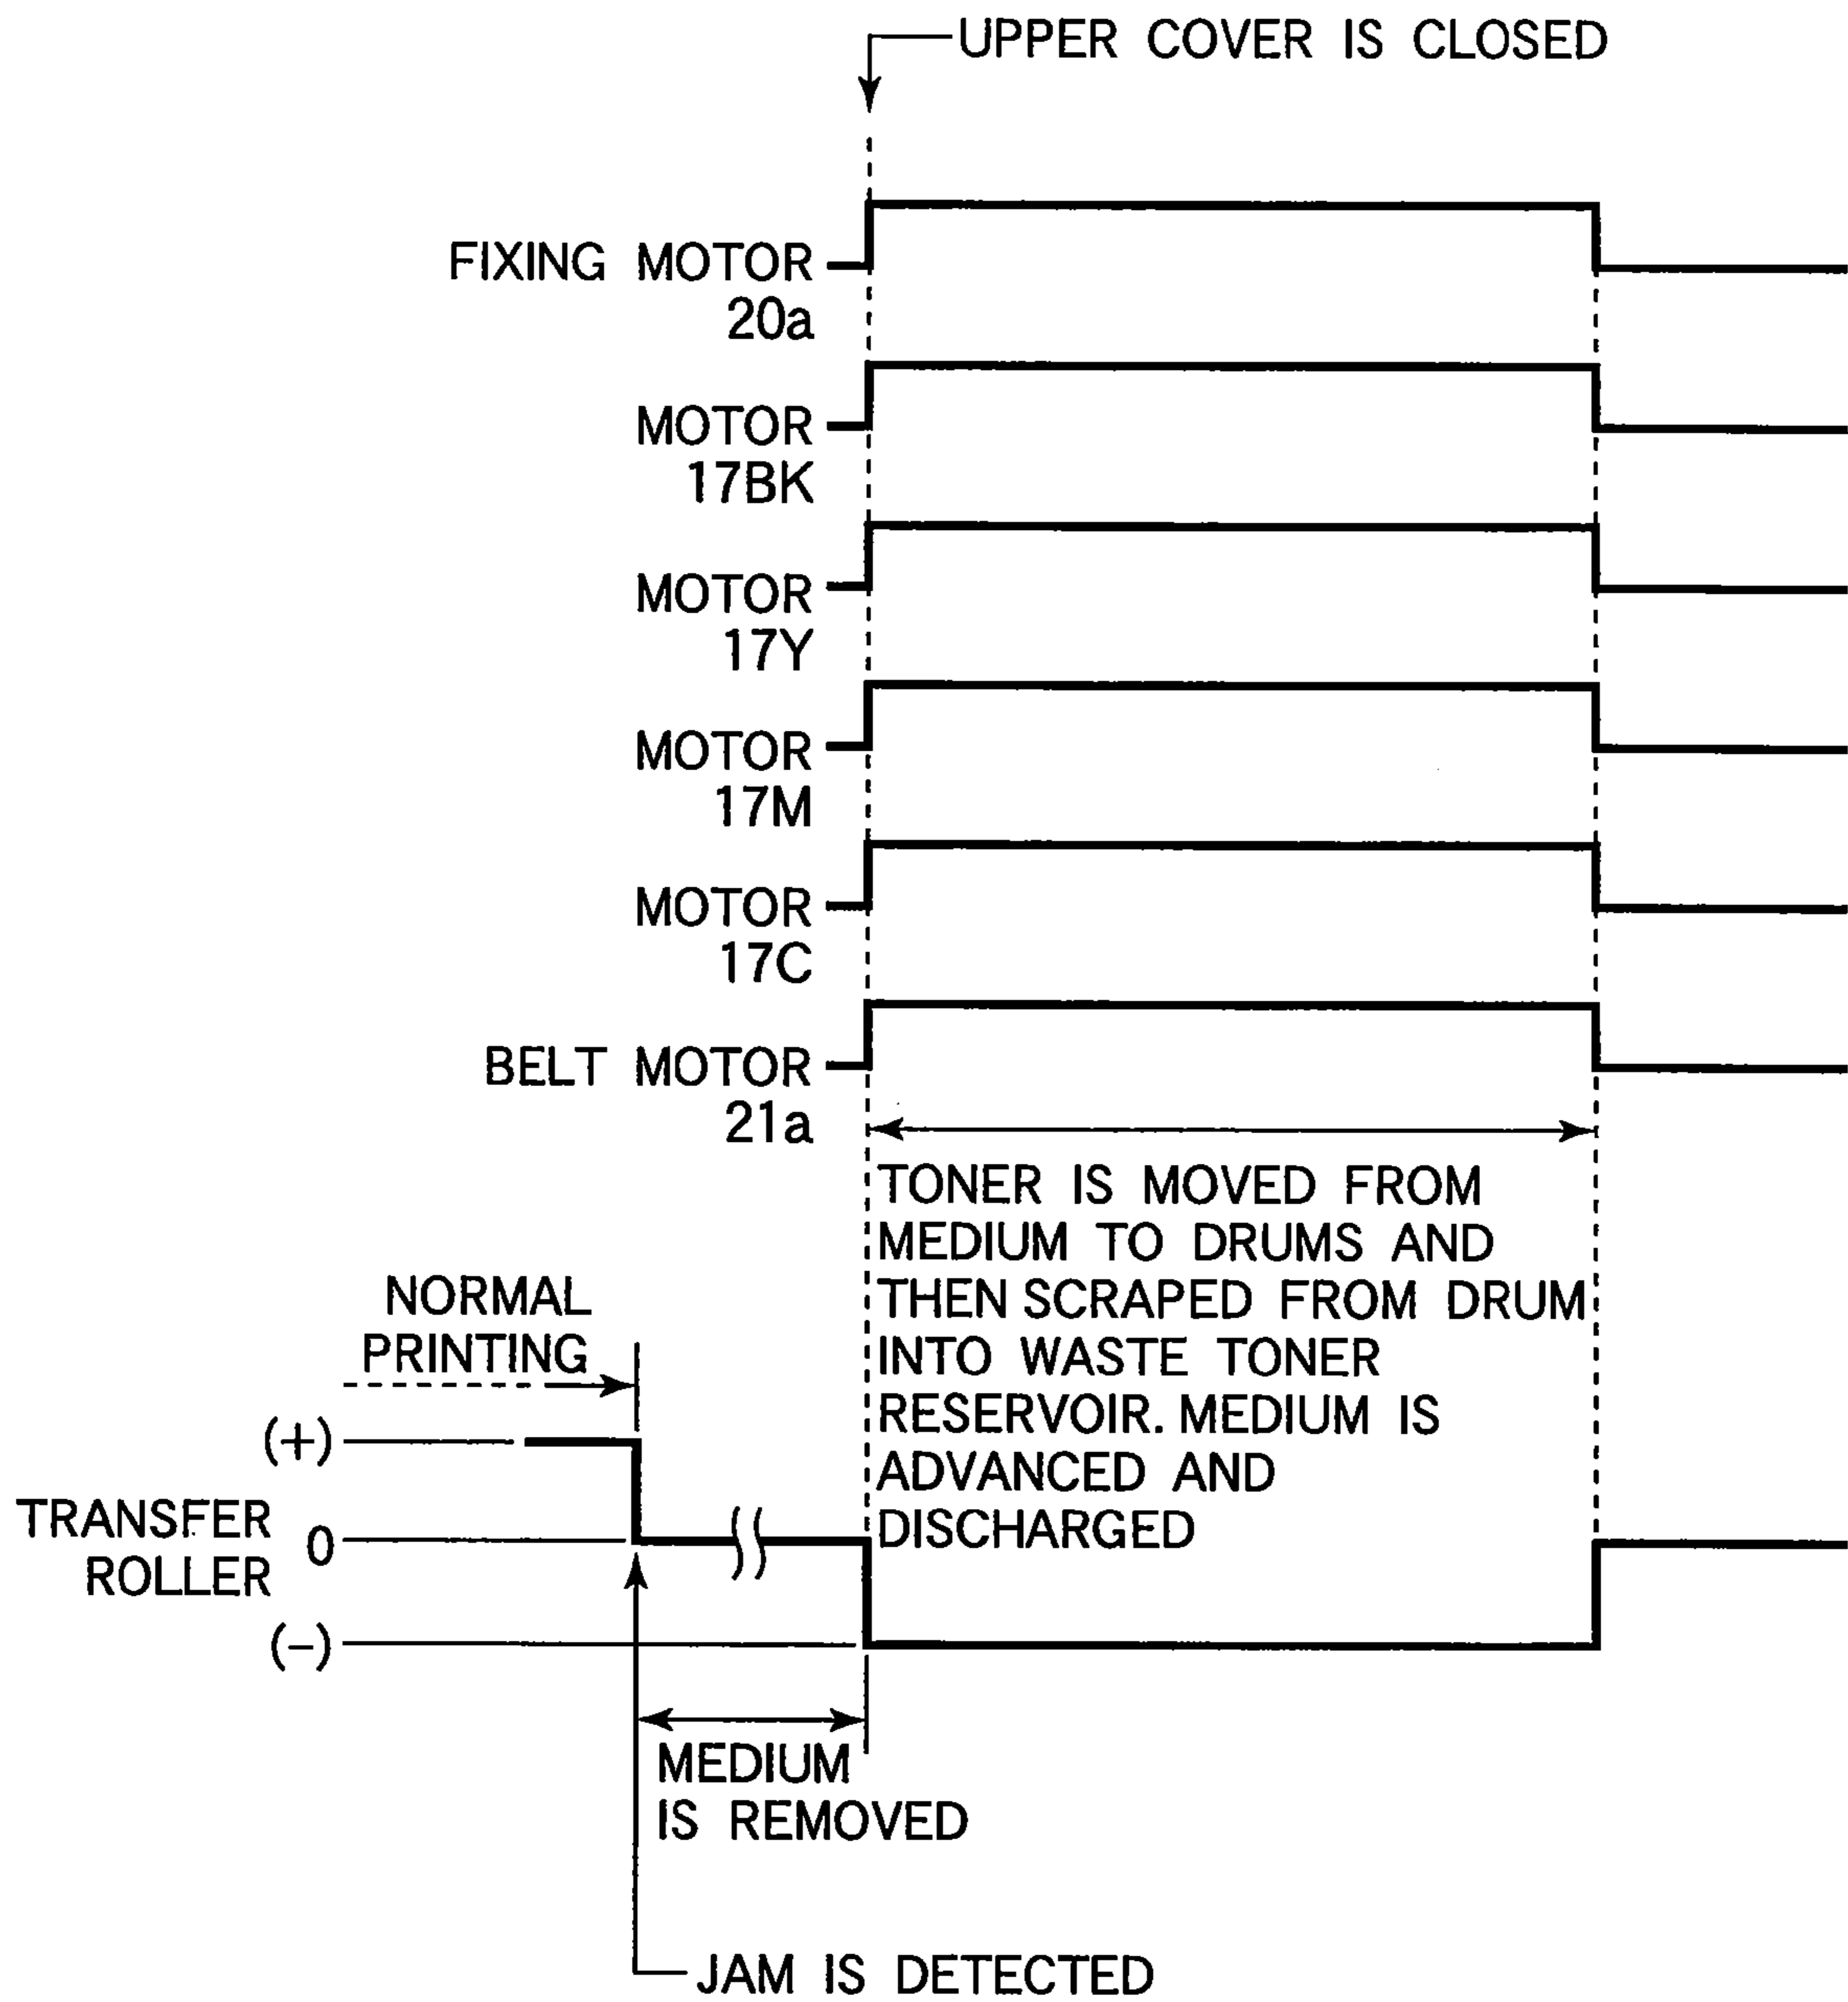 UPPER COVER IS CLOSED
FIXING MOTOR
20a
MOTOR
17BK
MOTOR
17Y
MOTOR
17M
MOTOR
17C
BELT MOTOR
21a
TONER IS MOVED FROM
MEDIUM TO DRUMS AND
THEN SCRAPED FROM DRUM
INTO WASTE TONER
RESERVOIR. MEDIUM IS
ADVANCED AND
DISCHARGED
NORMAL
PRINTING
(+)
TRANSFER
ROLLER
0
(-)
MEDIUM
IS REMOVED
JAM IS DETECTED